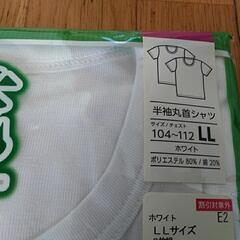 半袖丸首シャツ
サイズ/チェスト
104~112 LL
ホワイト
ポリエステル 80% / 綿 20%
割引対象外
ホワイト E2
LLサイズ